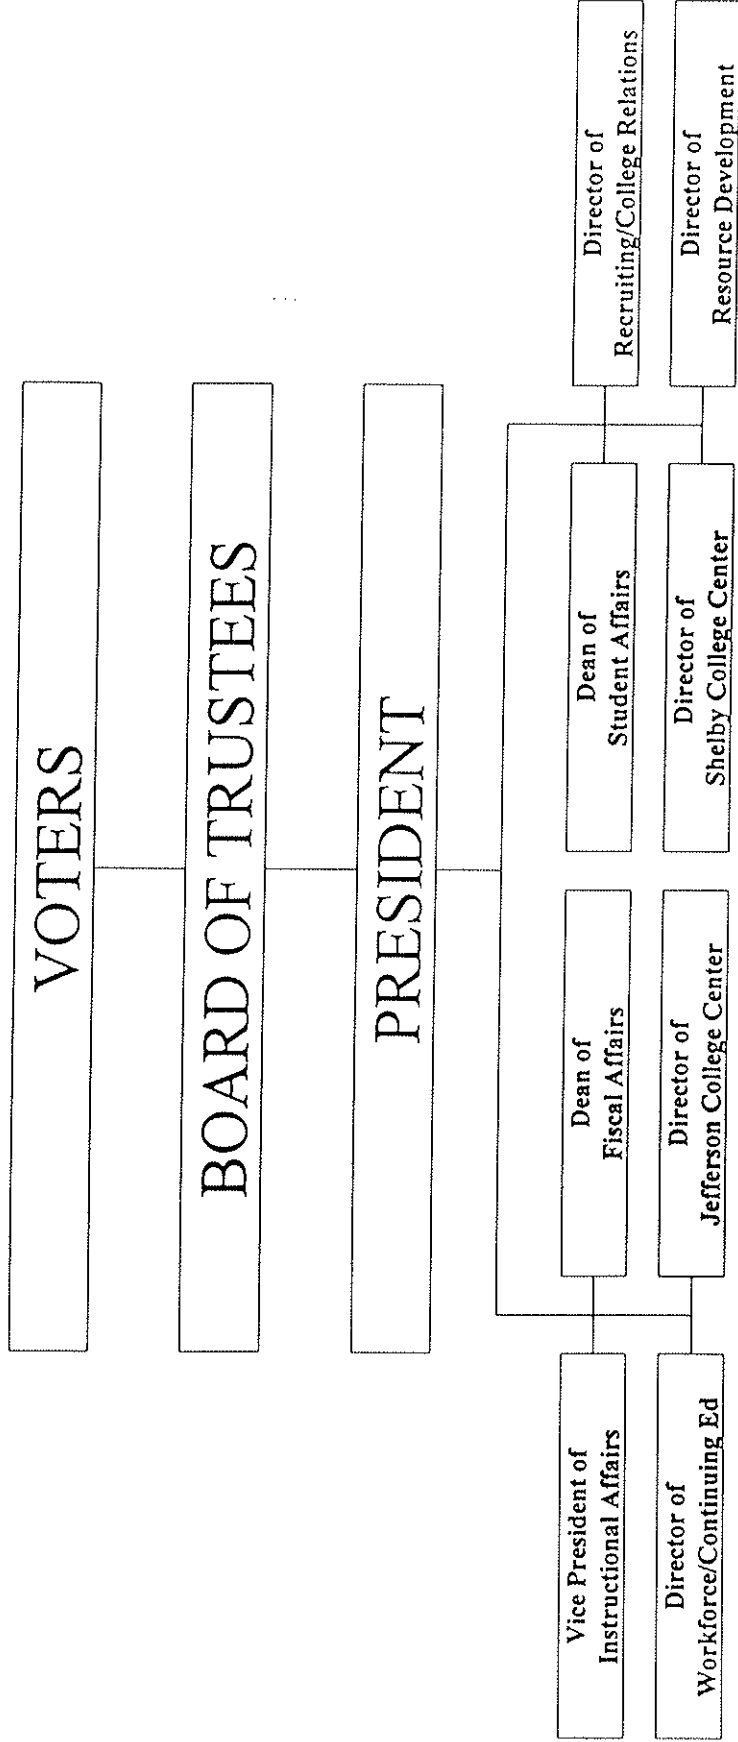 VOTERS
BOARD OF TRUSTEES
PRESIDENT
Vice President of
Instructional Affairs
Dean of
Fiscal Affairs
Dean of
Student Affairs
Director of
Recruiting/College Relations
Director of
Workforce/Continuing Ed
Director of
Jefferson College Center
Director of
Shelby College Center
Director of
Resource Development